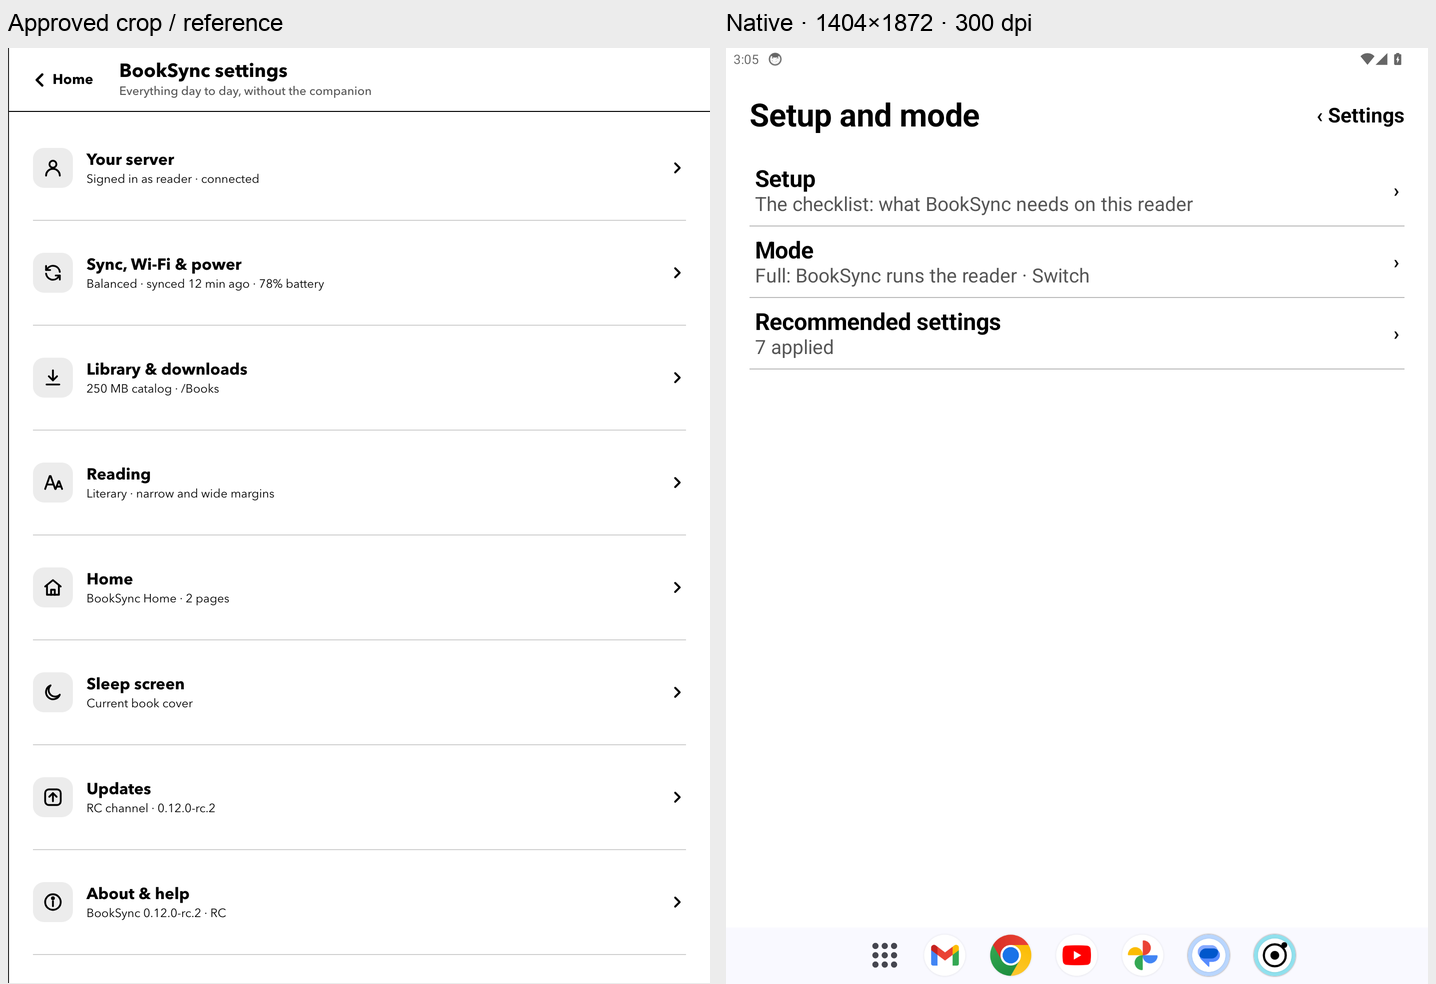 Approved crop / reference
Home
BookSync settings
Everything day to day, without the companion
Your server
Signed in as reader · connected
Sync, Wi-Fi & power
Balanced · synced 12 min ago · 78% battery
Library & downloads
250 MB catalog · /Books
Reading
Literary · narrow and wide margins
Home
BookSync Home · 2 pages
Sleep screen
Current book cover
Updates
RC channel · 0.12.0-rc.2
About & help
BookSync 0.12.0-rc.2 · RC
Native · 1404×1872 · 300 dpi
3:05
Setup and mode
‹ Settings
Setup
The checklist: what BookSync needs on this reader
Mode
Full: BookSync runs the reader · Switch
Recommended settings
7 applied